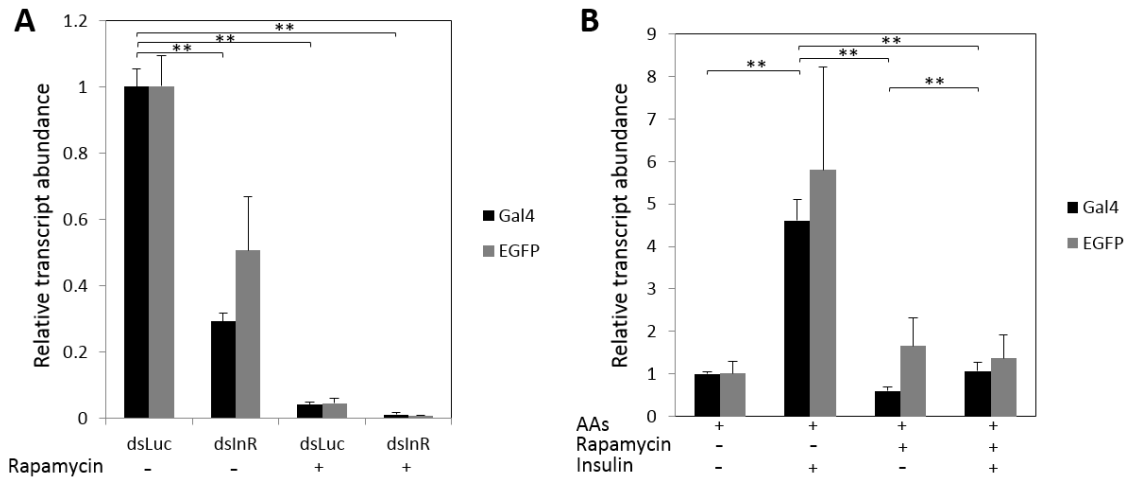 A
Relative transcript abundance
1.2
1
0.8
0.6
0.4
0.2
0
**
**
**
Gal4
EGFP
dsLuc dsInR dsLuc dsInR
Rapamycin - - + +
B
Relative transcript abundance
9
8
7
6
5
4
3
2
1
0
**
**
**
**
Gal4
EGFP
AAs + + + +
Rapamycin - - + +
Insulin - + - +